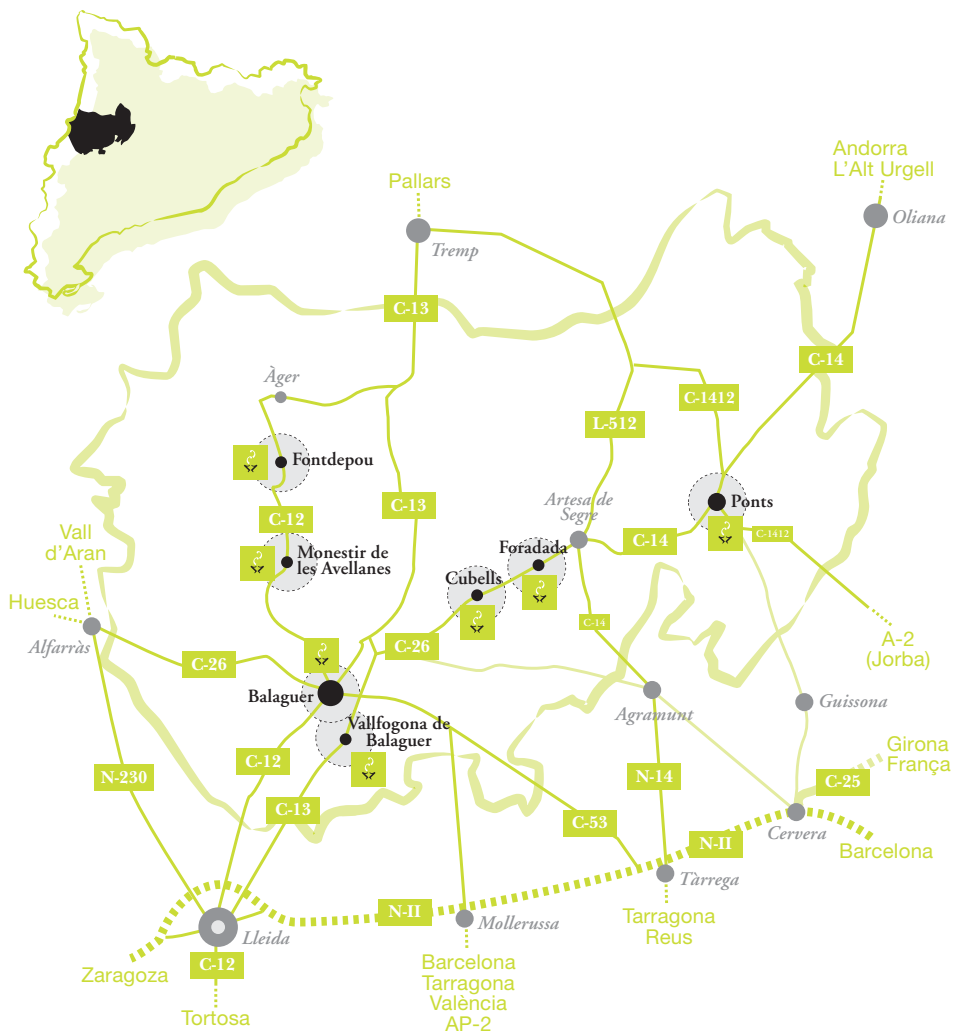 Andorra
L'Alt Urgell
Pallars
Oliana
Tremp
C-13
C-14
Àger
C-1412
L-512
Fontdepou
C-13
Ponts
Artesa de
Segre
C-12
Vall
d'Aran
C-14
C-1412
Foradada
Monestir de
les Avellanes
Cubells
Huesca
C-14
Alfarràs
C-26
C-26
A-2
(Jorba)
Balaguer
Agramunt
Guissona
Vallfogona de
Balaguer
Girona
França
C-12
N-230
N-14
C-25
C-13
C-53
Cervera
N-II
Barcelona
Tàrrega
N-II
Mollerussa
Tarragona
Reus
Lleida
C-12
Zaragoza
Barcelona
Tarragona
València
AP-2
Tortosa